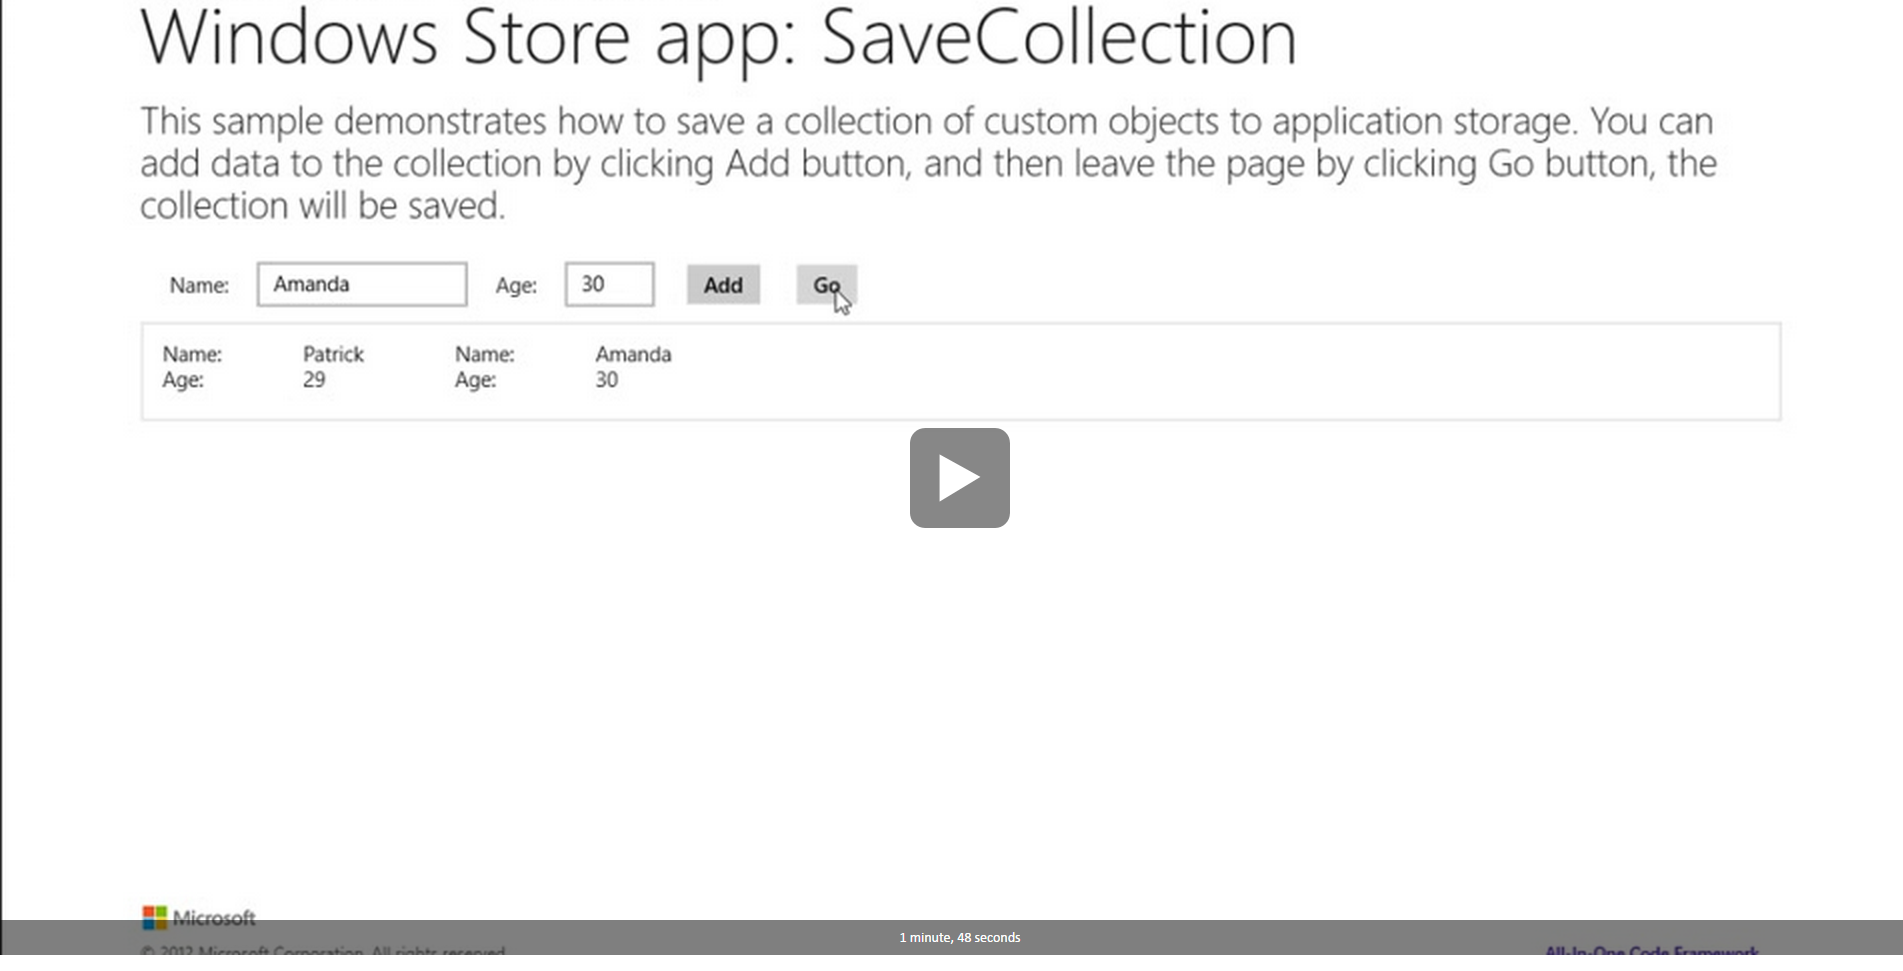 Windows Store app: SaveCollection
This sample demonstrates how to save a collection of custom objects to application storage. You can
add data to the collection by clicking Add button, and then leave the page by clicking Go button, the
collection will be saved.
Name: Amanda Age: 30 Add Go
Name: Patrick Name: Amanda
Age: 29 Age: 30
Microsoft
1 minute, 48 seconds
© 2012 Microsoft Corporation. All rights reserved. All-In-One Code Framework